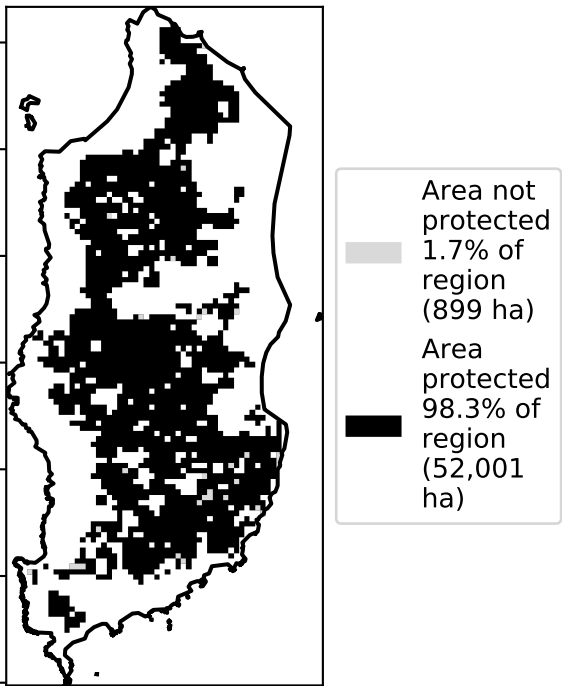 Area not
protected
1.7% of
region
(899 ha)
Area
protected
98.3% of
region
(52,001
ha)